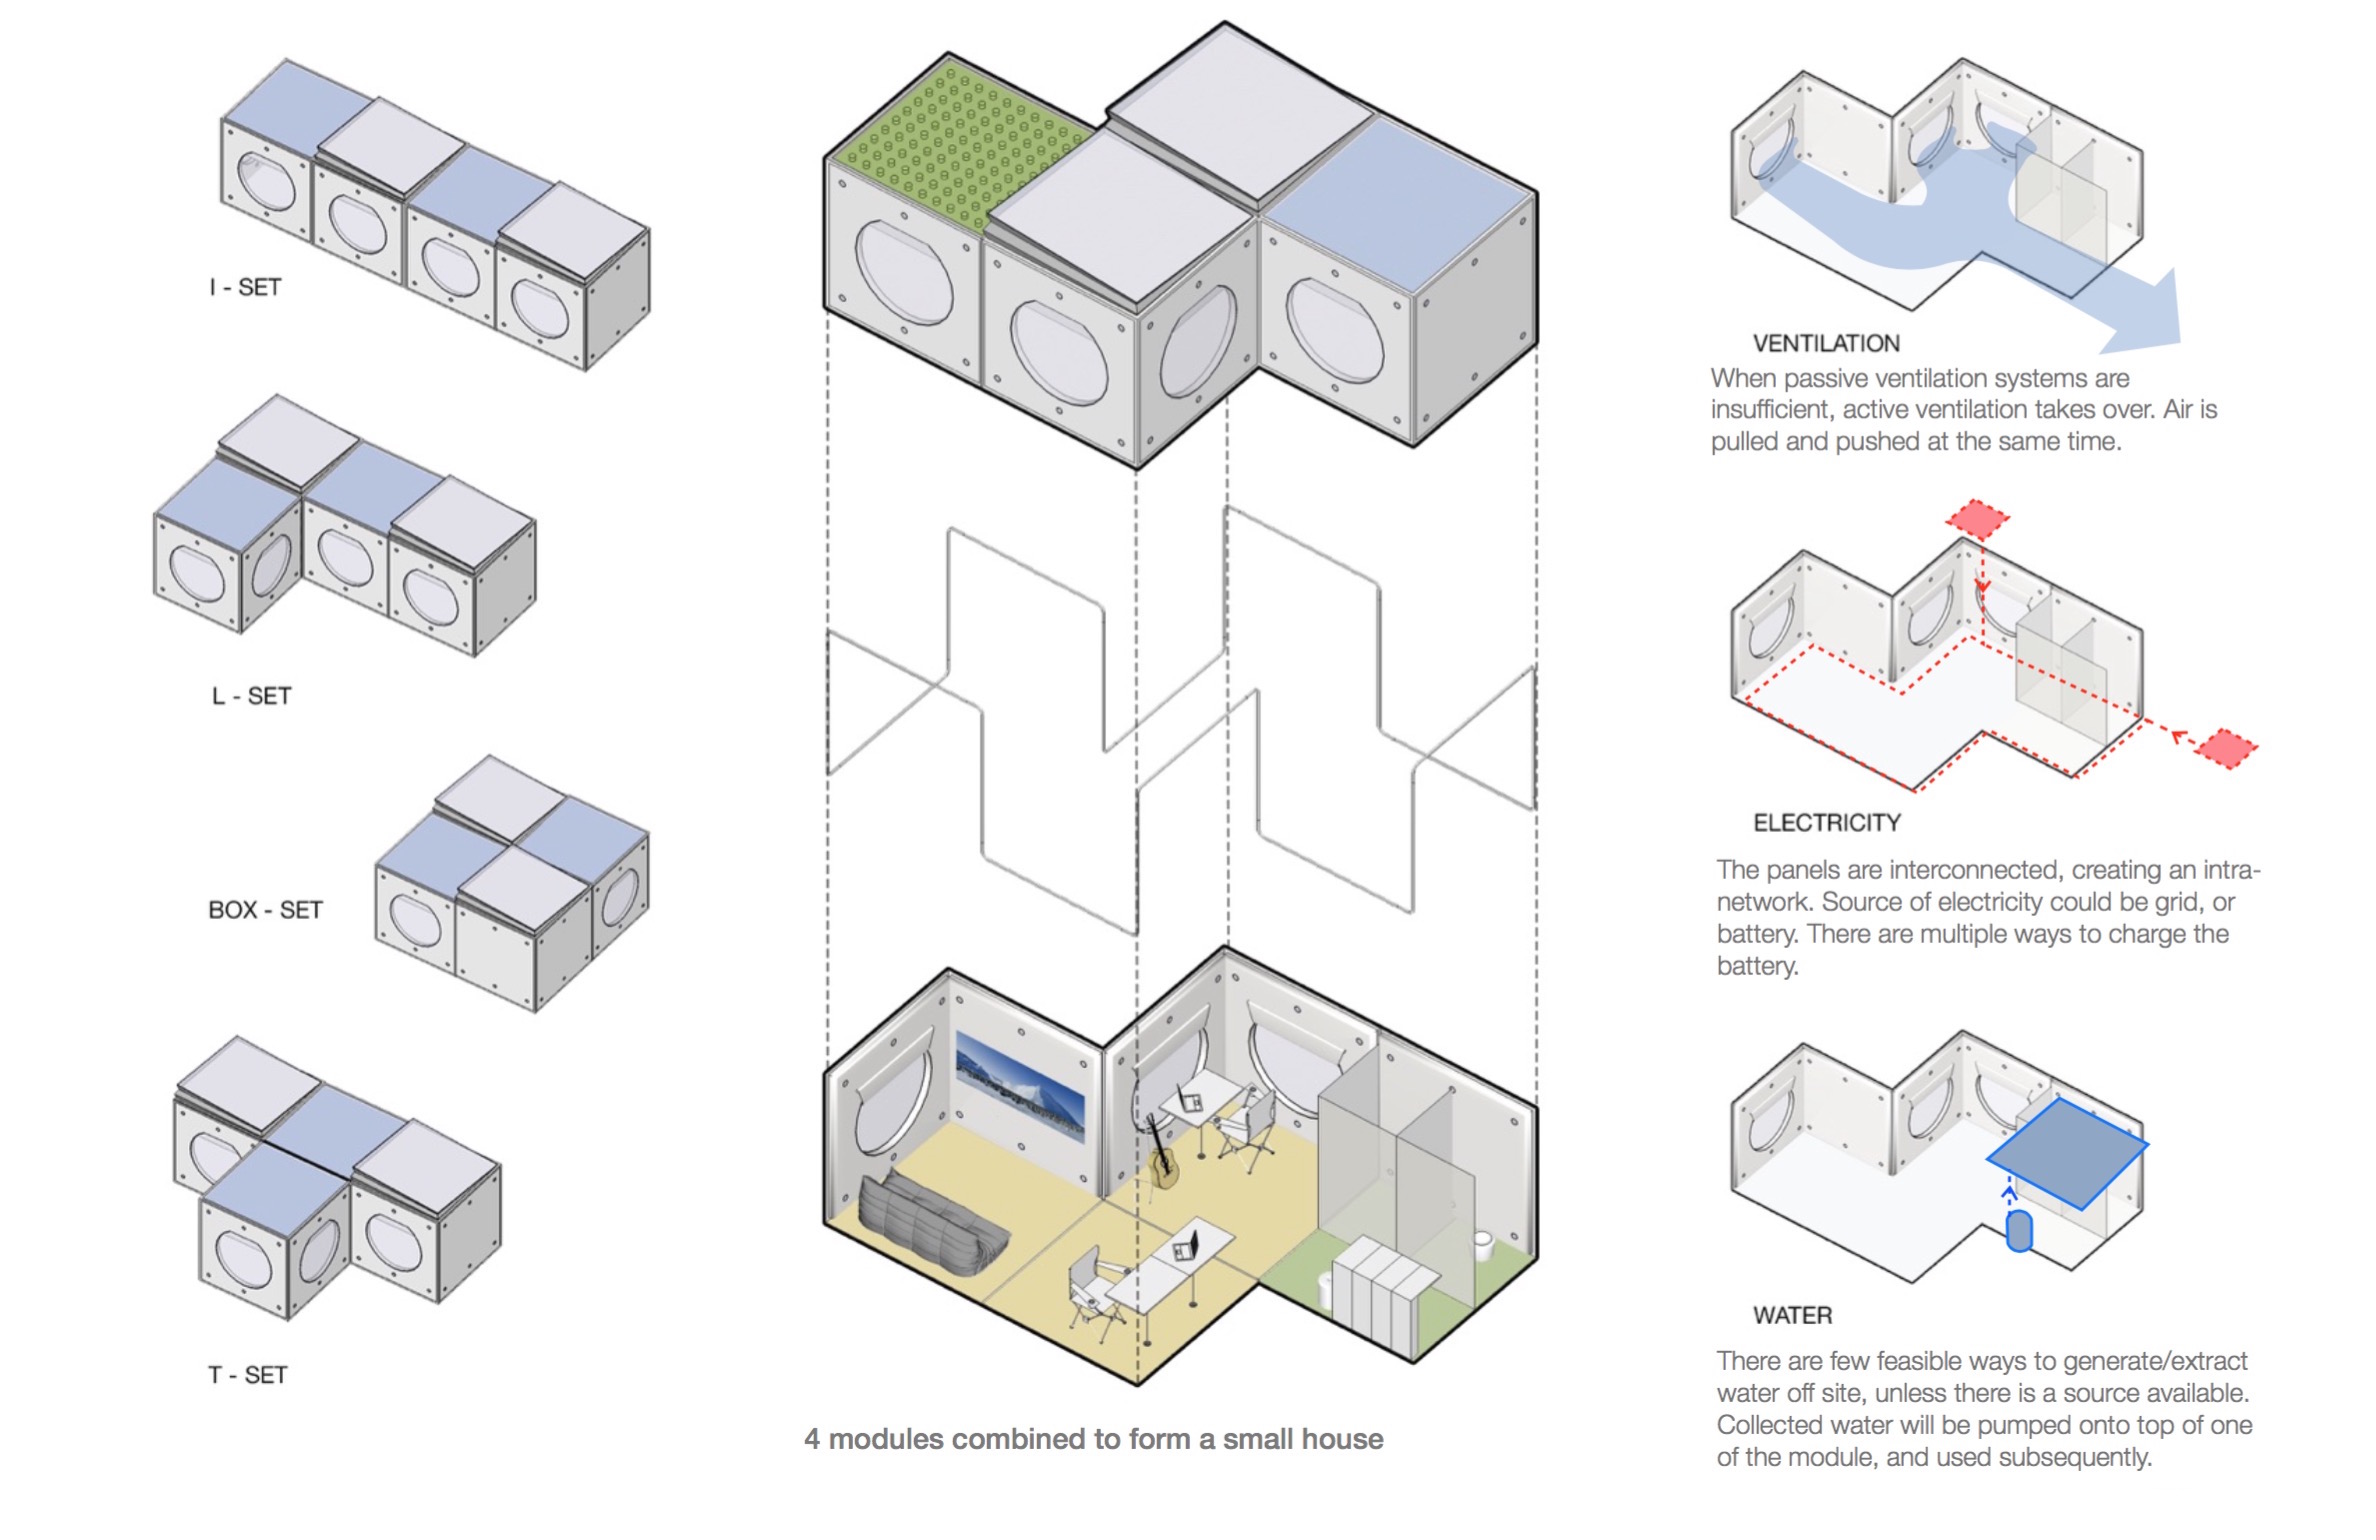 I - SET
L - SET
BOX - SET
T - SET
4 modules combined to form a small house
VENTILATION
When passive ventilation systems are
insufficient, active ventilation takes over. Air is
pulled and pushed at the same time.
ELECTRICITY
The panels are interconnected, creating an intra-
network. Source of electricity could be grid, or
battery. There are multiple ways to charge the
battery.
WATER
There are few feasible ways to generate/extract
water off site, unless there is a source available.
Collected water will be pumped onto top of one
of the module, and used subsequently.